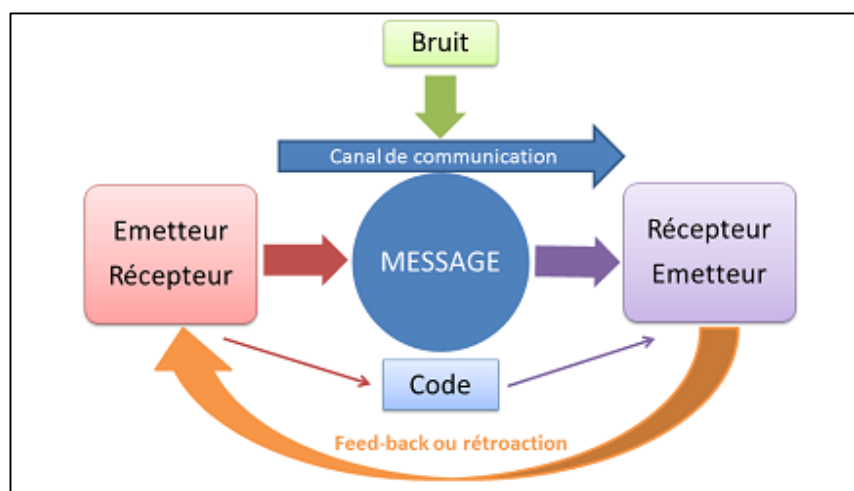 Bruit
Canal de communication
Emetteur
Récepteur
MESSAGE
Récepteur
Emetteur
Code
Feed-back ou rétroaction